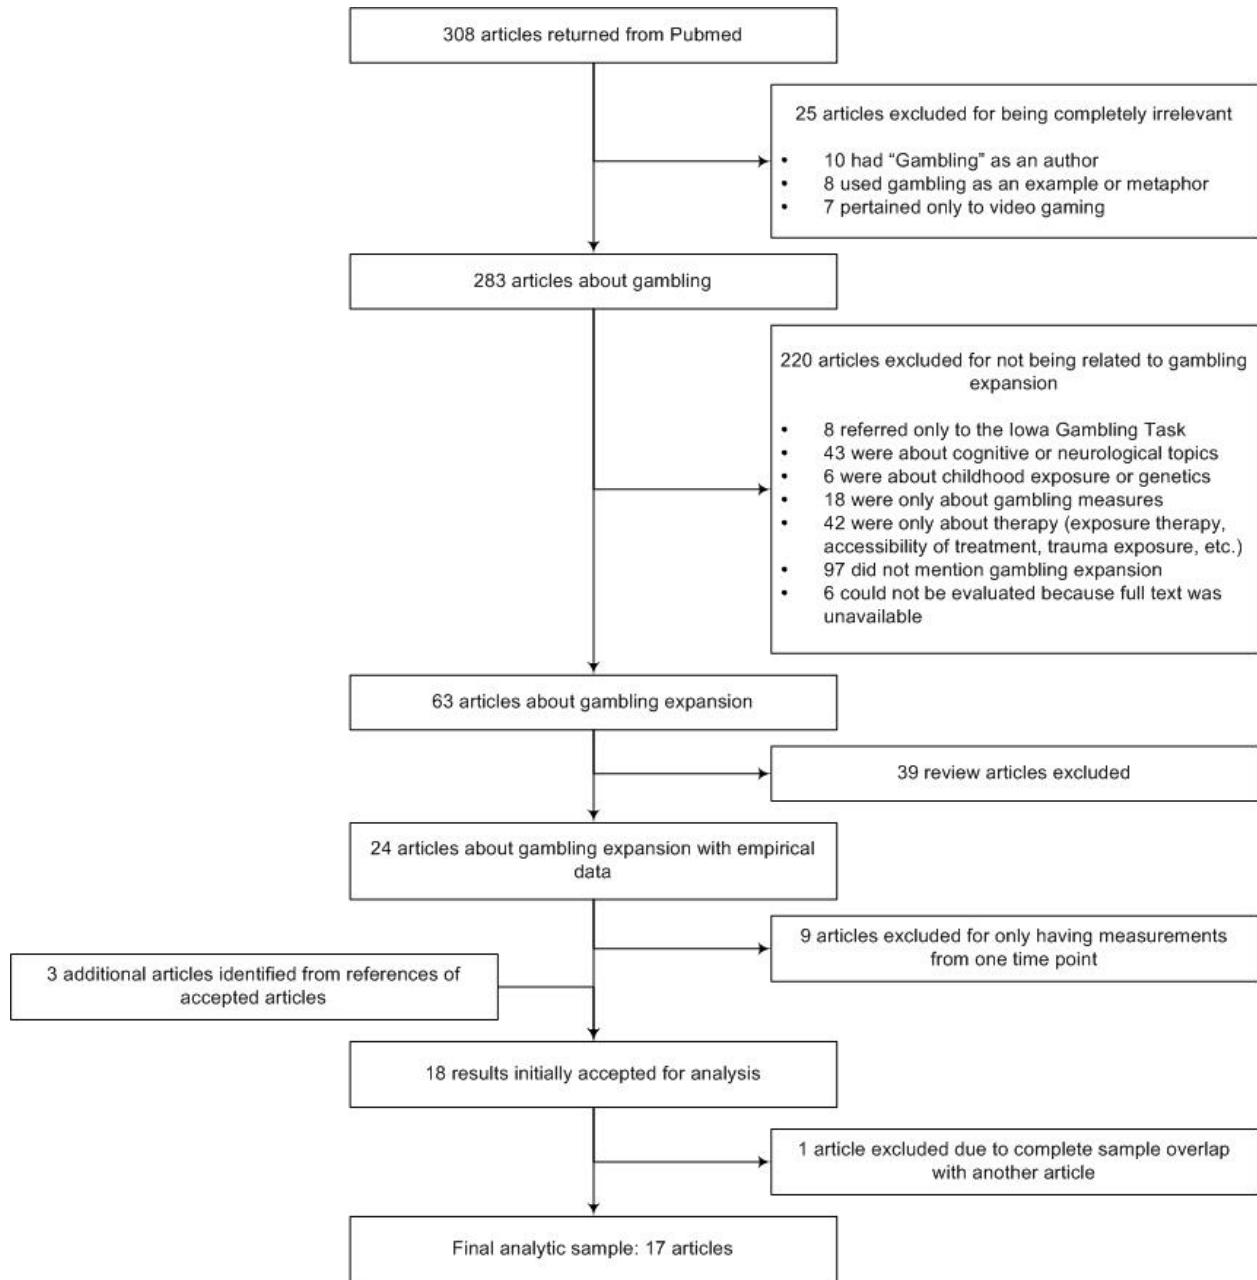 308 articles returned from Pubmed
25 articles excluded for being completely irrelevant
• 10 had “Gambling” as an author
• 8 used gambling as an example or metaphor
• 7 pertained only to video gaming
283 articles about gambling
220 articles excluded for not being related to gambling
expansion
• 8 referred only to the Iowa Gambling Task
• 43 were about cognitive or neurological topics
• 6 were about childhood exposure or genetics
• 18 were only about gambling measures
• 42 were only about therapy (exposure therapy,
accessibility of treatment, trauma exposure, etc.)
• 97 did not mention gambling expansion
• 6 could not be evaluated because full text was
unavailable
63 articles about gambling expansion
39 review articles excluded
24 articles about gambling expansion with empirical
data
9 articles excluded for only having measurements
from one time point
3 additional articles identified from references of
accepted articles
18 results initially accepted for analysis
1 article excluded due to complete sample overlap
with another article
Final analytic sample: 17 articles